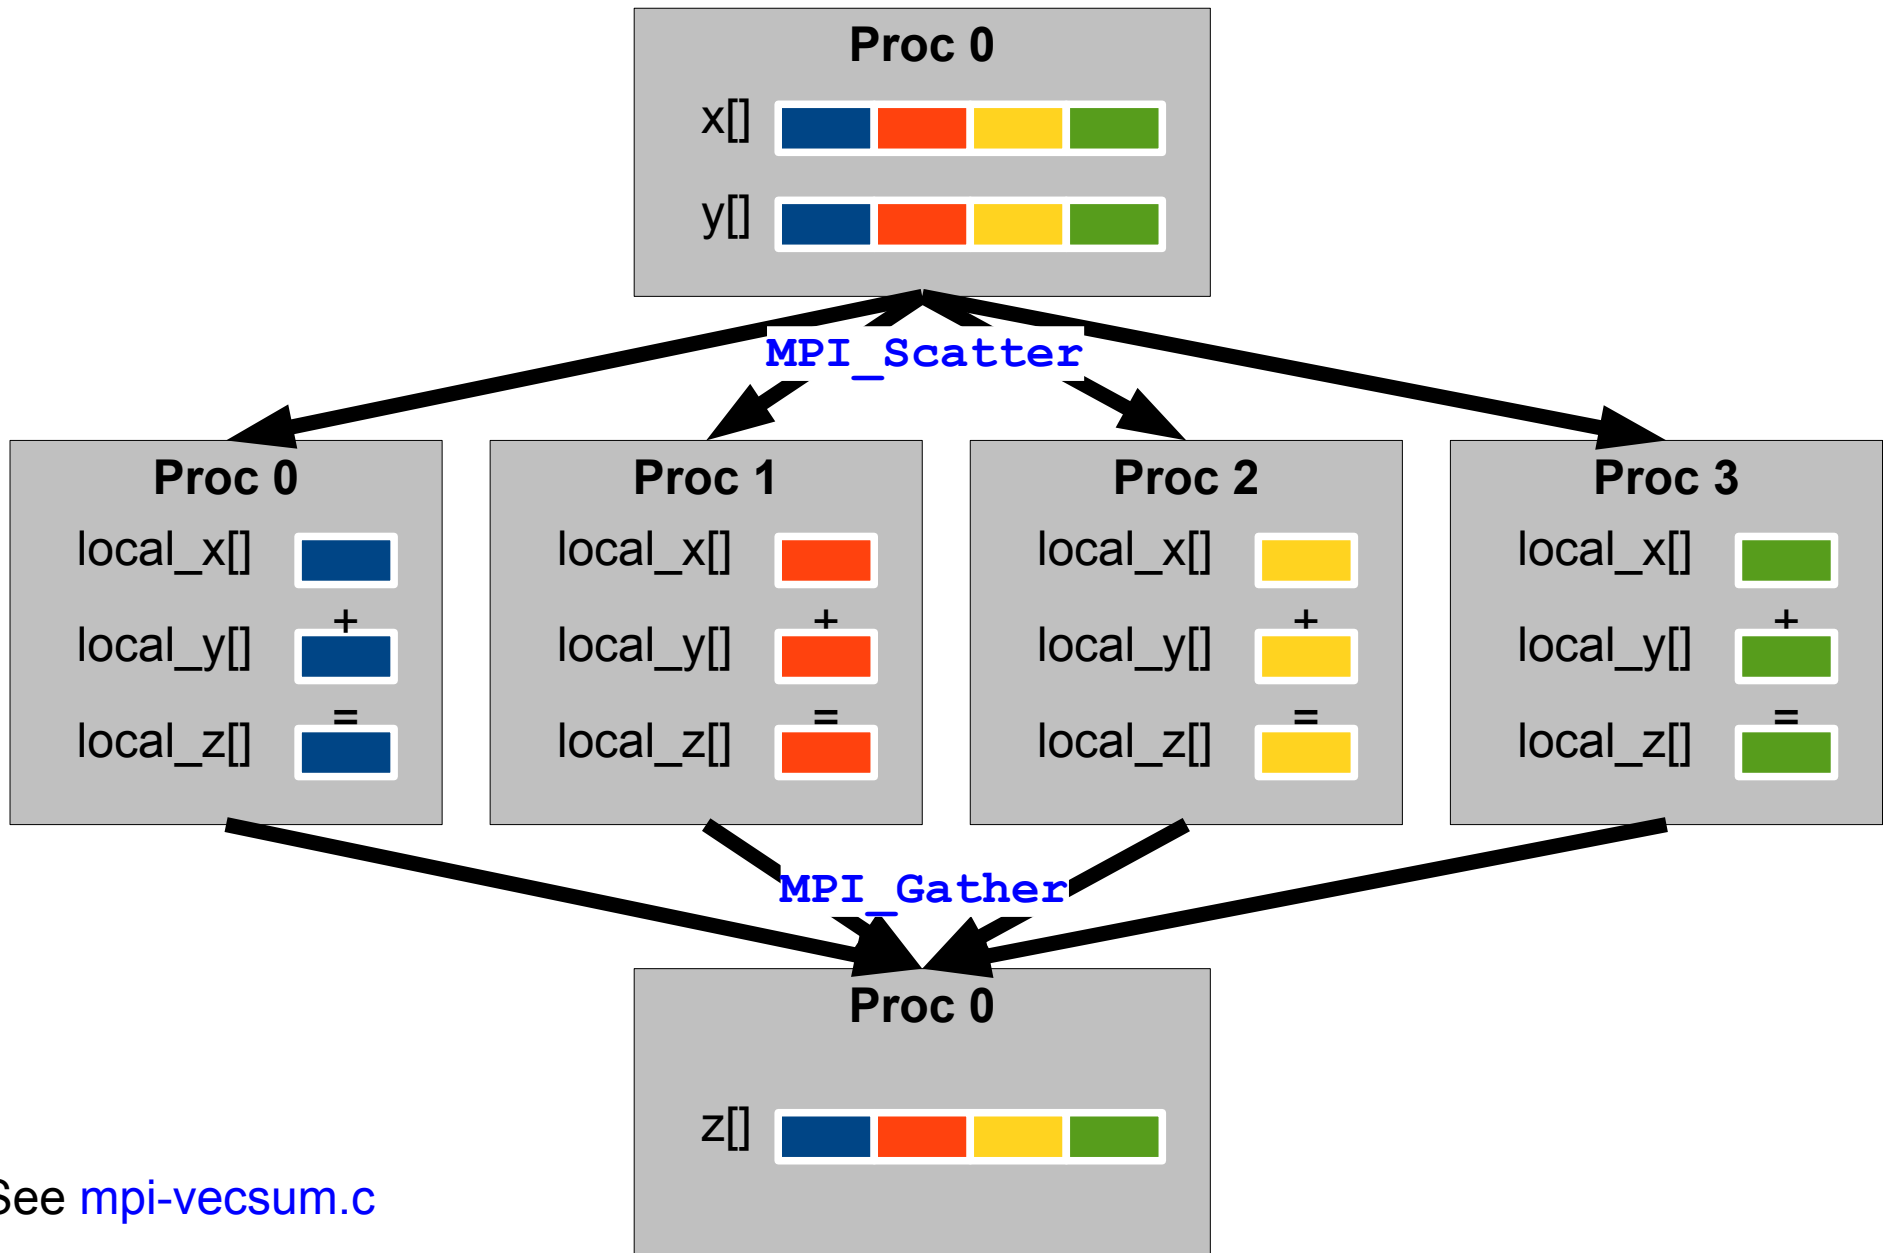 Proc 0
x[]
y[]
MPI_Scatter
Proc 0
local_x[]
+
local_y[]
=
local_z[]
Proc 1
local_x[]
+
local_y[]
=
local_z[]
Proc 2
local_x[]
+
local_y[]
=
local_z[]
Proc 3
local_x[]
+
local_y[]
=
local_z[]
MPI_Gather
Proc 0
z[]
See mpi-vecsum.c